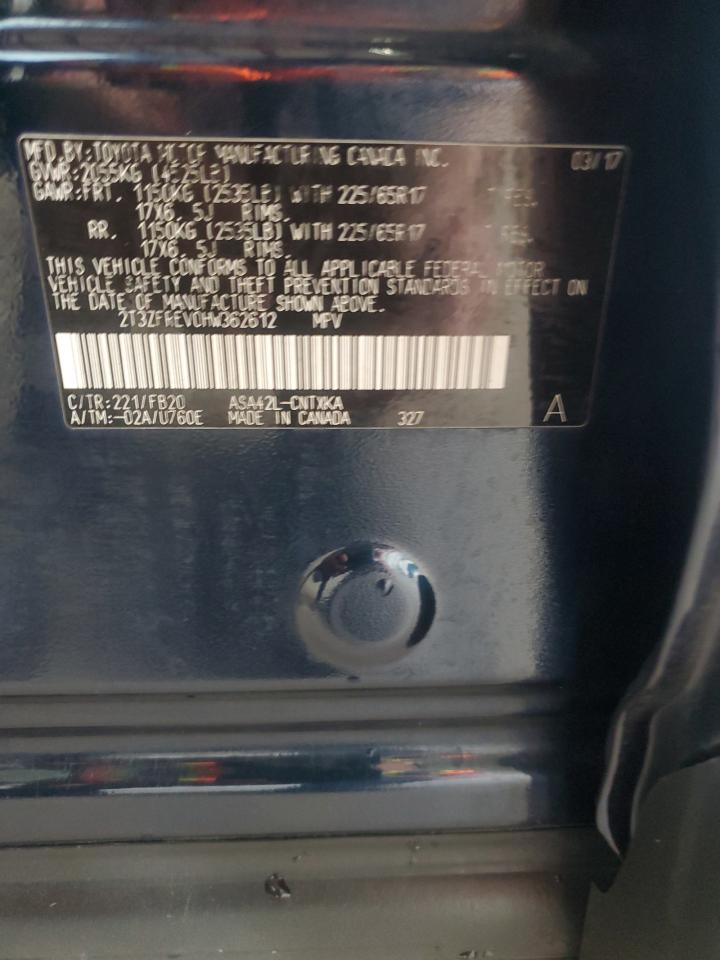 MFD.BY:TOYOTA MOTOR MANUFACTURING CANADA INC. 03/17
GVWR:2055KG (4525LB)
GAWR:FRT. 1150KG (2535LB) WITH 225/65R17 TIRES.
17X6.5J RIMS.
RR. 1150KG (2535LB) WITH 225/65R17 TIRES.
17X6.5J RIMS.
THIS VEHICLE CONFORMS TO ALL APPLICABLE FEDERAL MOTOR
VEHICLE SAFETY AND THEFT PREVENTION STANDARDS IN EFFECT ON
THE DATE OF MANUFACTURE SHOWN ABOVE.
2T3ZFREV0HW362612 MPV
C/TR:221/FB20 ASA42L-CNTXKA
A/TM:-02A/U760E MADE IN CANADA 327 A